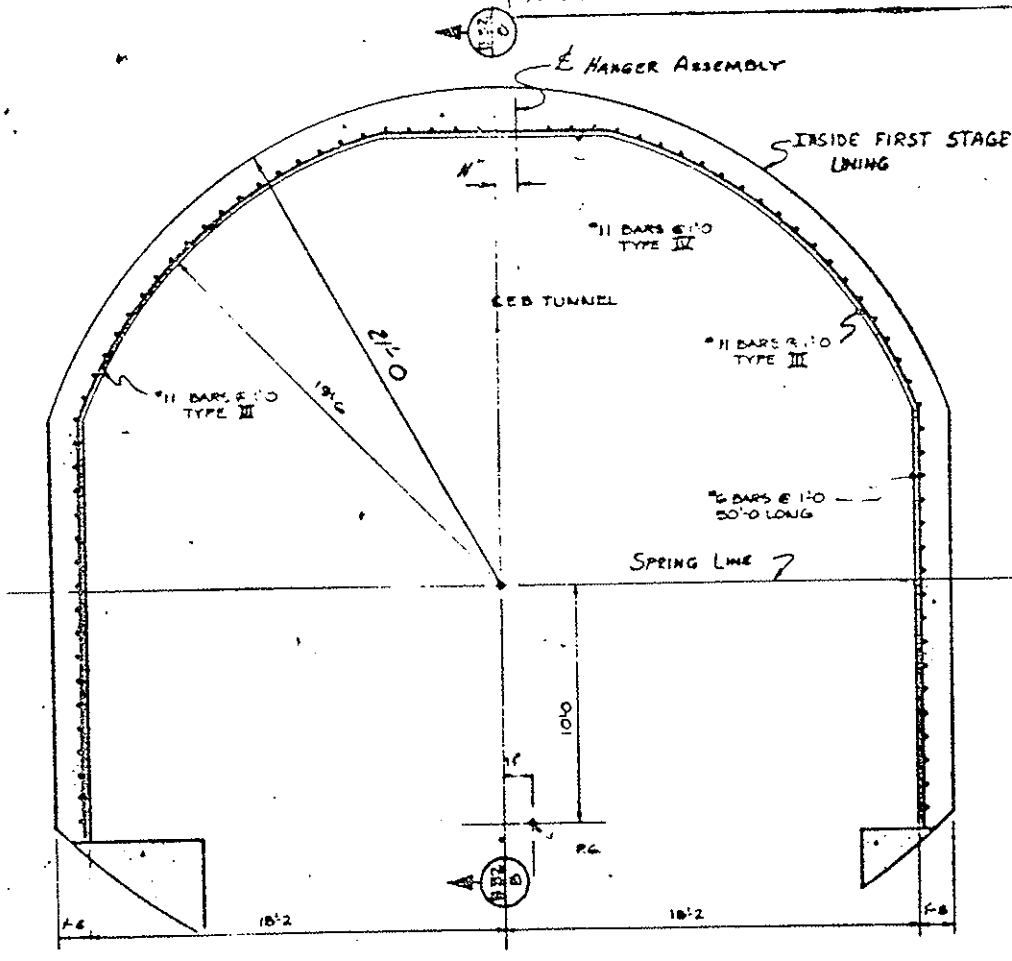 ℄ HANGER ASSEMBLY
INSIDE FIRST STAGE
LINING
N"
#11 BARS @ 1'-0
TYPE IV
℄ EB TUNNEL
21'-0
#11 BARS @ 1'-0
TYPE III
#11 BARS @ 1'-0
TYPE III
#6 BARS @ 1'-0
50'-0 LONG
SPRING LINE
10'-0
P.G.
B
18'-2
18'-2